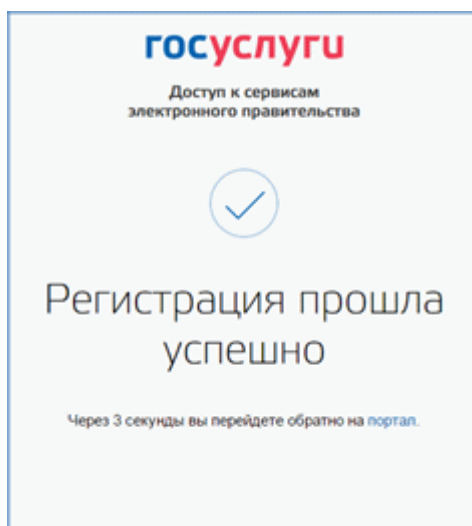 госуслуги
Доступ к сервисам
электронного правительства
Регистрация прошла
успешно
Через 3 секунды вы перейдете обратно на портал.